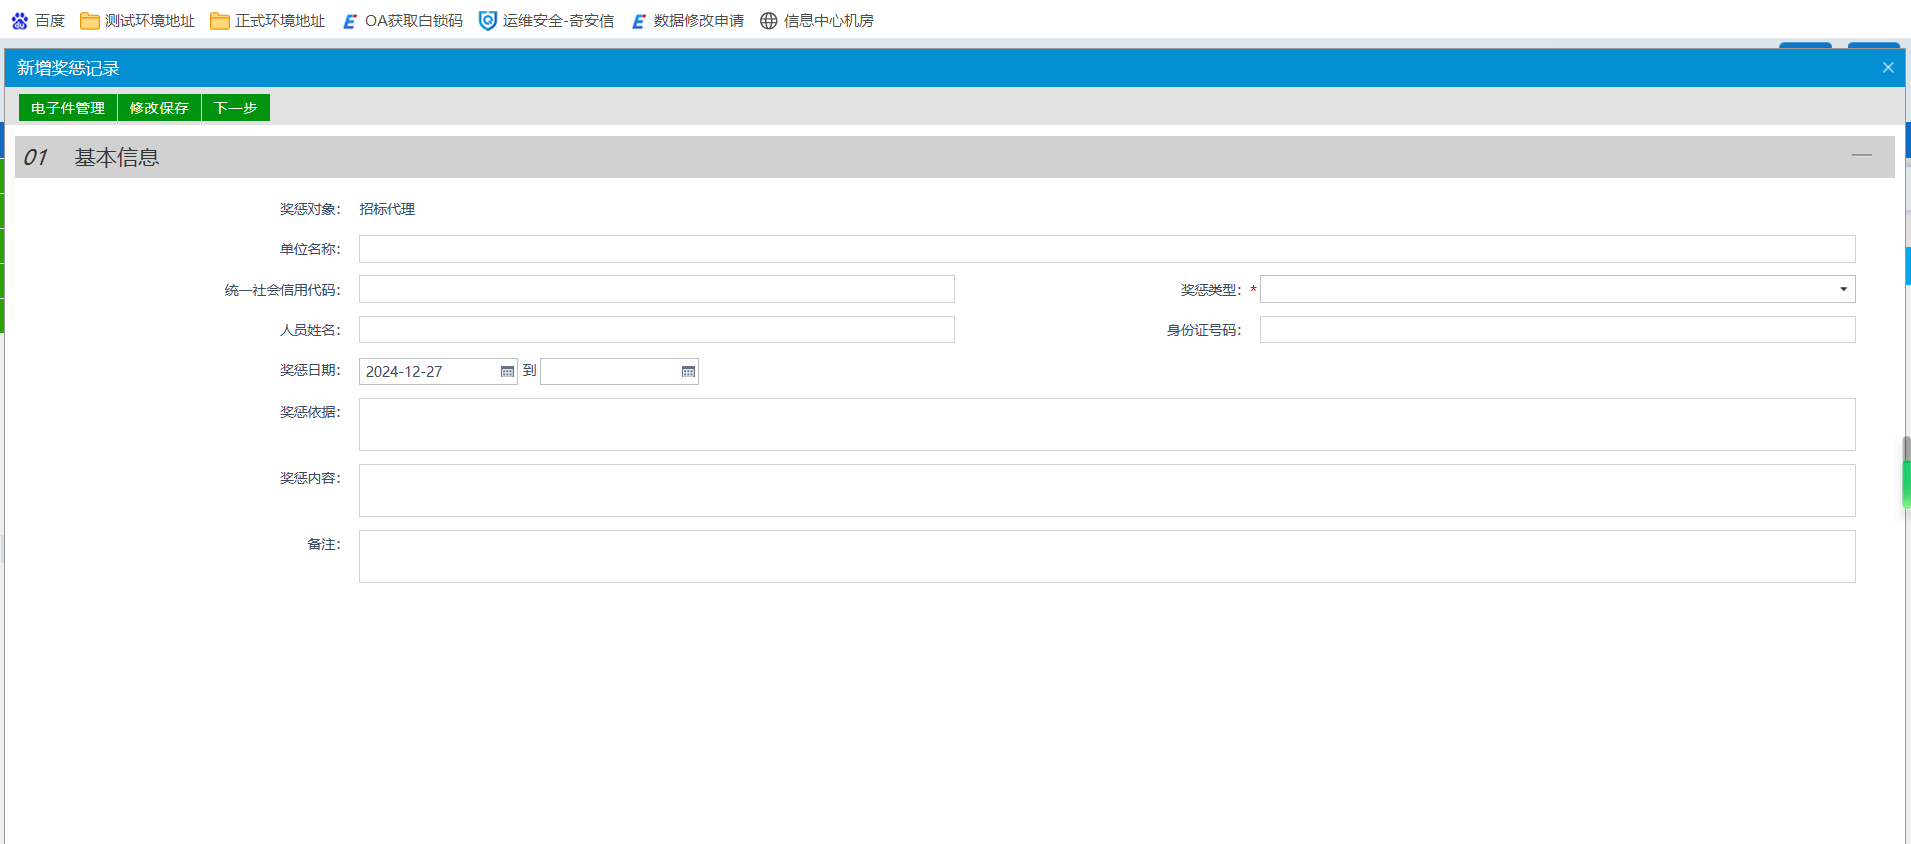 百度 测试环境地址 正式环境地址 OA获取白锁码 运维安全-奇安信 数据修改申请 信息中心机房
新增奖惩记录
电子件管理 修改保存 下一步
01 基本信息
奖惩对象： 招标代理
单位名称：
统一社会信用代码： 奖惩类型：*
人员姓名： 身份证号码：
奖惩日期： 2024-12-27 到
奖惩依据：
奖惩内容：
备注：